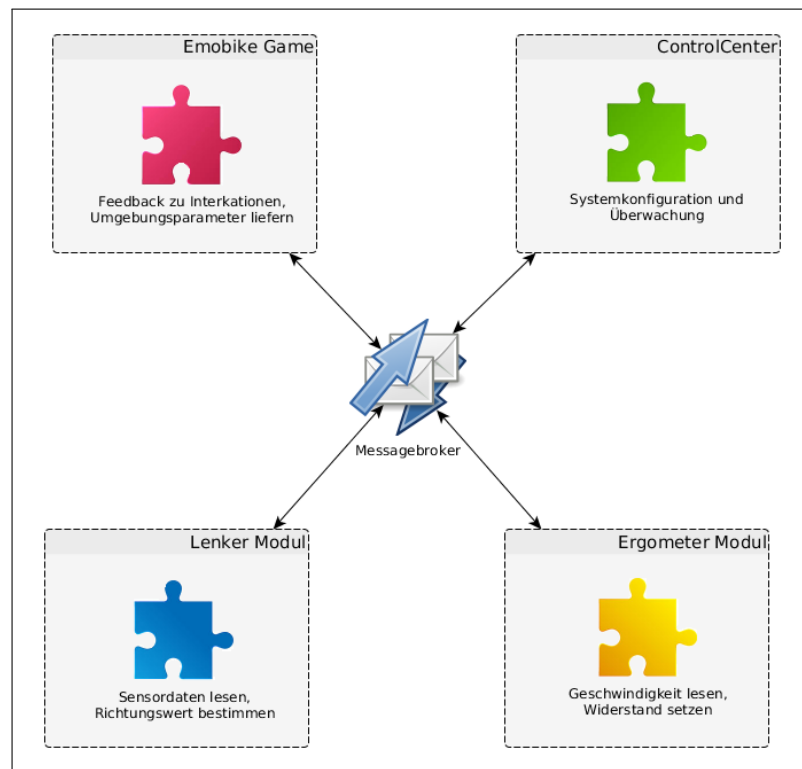 Emobike Game
Feedback zu Interkationen,
Umgebungsparameter liefern
ControlCenter
Systemkonfiguration und
Überwachung
Messagebroker
Lenker Modul
Sensordaten lesen,
Richtungswert bestimmen
Ergometer Modul
Geschwindigkeit lesen,
Widerstand setzen